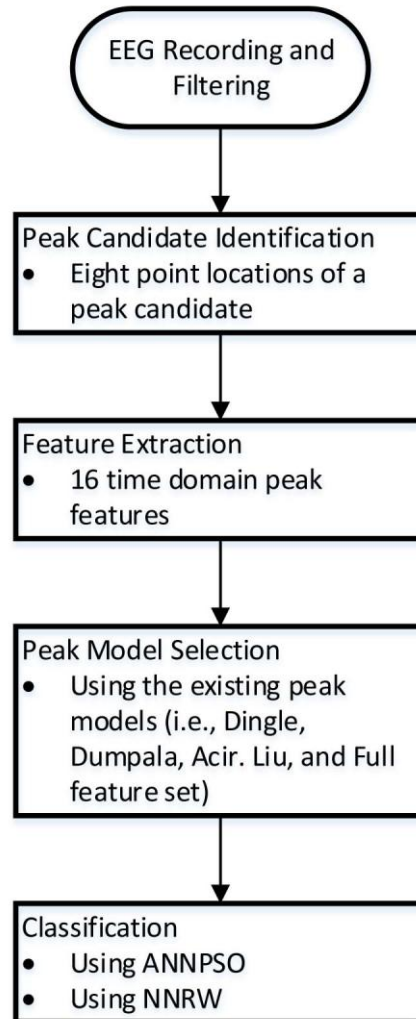 EEG Recording and
Filtering
Peak Candidate Identification
• Eight point locations of a
peak candidate
Feature Extraction
• 16 time domain peak
features
Peak Model Selection
• Using the existing peak
models (i.e., Dingle,
Dumpala, Acir. Liu, and Full
feature set)
Classification
• Using ANNPSO
• Using NNRW